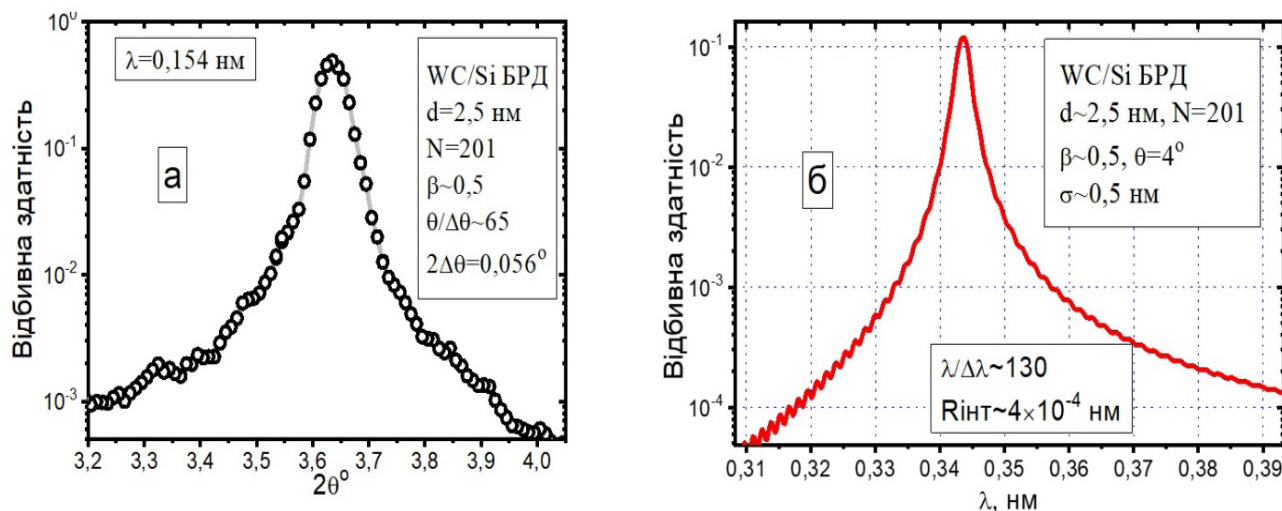 10⁰
10⁻¹
10⁻²
10⁻³
Відбивна здатність
λ=0,154 нм
а
WC/Si БРД
d=2,5 нм
N=201
β~0,5
θ/Δθ~65
2Δθ=0,056°
3,2 3,3 3,4 3,5 3,6 3,7 3,8 3,9 4,0
2θ°
10⁻¹
10⁻²
10⁻³
10⁻⁴
Відбивна здатність
б
WC/Si БРД
d~2,5 нм, N=201
β~0,5, θ=4°
σ~0,5 нм
λ/Δλ~130
Rінт~4×10⁻⁴ нм
0,31 0,32 0,33 0,34 0,35 0,36 0,37 0,38 0,39
λ, нм